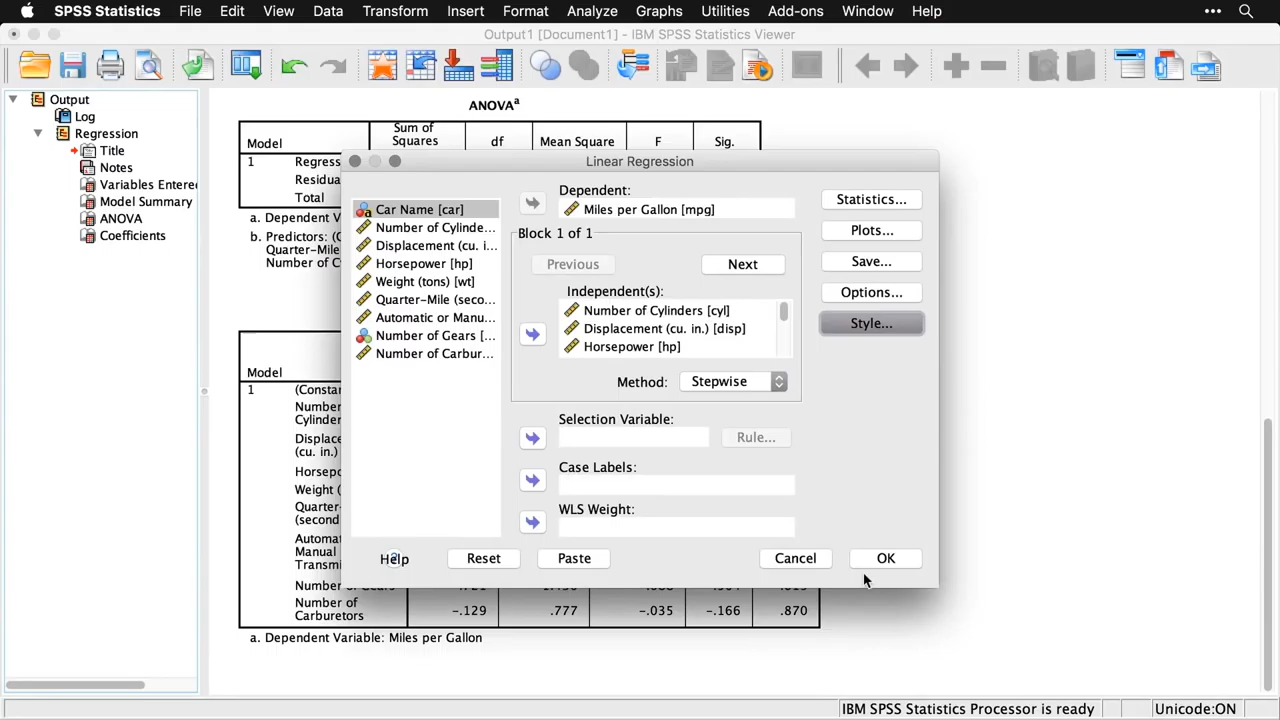 SPSS Statistics File Edit View Data Transform Insert Format Analyze Graphs Utilities Add-ons Window Help
Output1 [Document1] - IBM SPSS Statistics Viewer
Output
Log
Regression
Title
Notes
Variables Entere
Model Summary
ANOVA
Coefficients
ANOVAa
Model
Sum of
Squares
df
Mean Square
F
Sig.
1 Regress
Residua
Total
a. Dependent V
b. Predictors: (C
Quarter-Mile
Number of C
Model
1 (Constan
Number
Cylinder
Displace
(cu. in.)
Horsepo
Weight (
Quarter-
(second
Automat
Manual
Transmi
Number of Gears
Number of
Carburetors
-.129 .777 -.035 -.166 .870
a. Dependent Variable: Miles per Gallon
Linear Regression
Car Name [car]
Number of Cylinde...
Displacement (cu. i...
Horsepower [hp]
Weight (tons) [wt]
Quarter-Mile (seco...
Automatic or Manu...
Number of Gears [...
Number of Carbur...
Dependent:
Miles per Gallon [mpg]
Block 1 of 1
Previous
Next
Independent(s):
Number of Cylinders [cyl]
Displacement (cu. in.) [disp]
Horsepower [hp]
Method: Stepwise
Selection Variable:
Rule...
Case Labels:
WLS Weight:
Statistics...
Plots...
Save...
Options...
Style...
Help
Reset
Paste
Cancel
OK
IBM SPSS Statistics Processor is ready
Unicode:ON